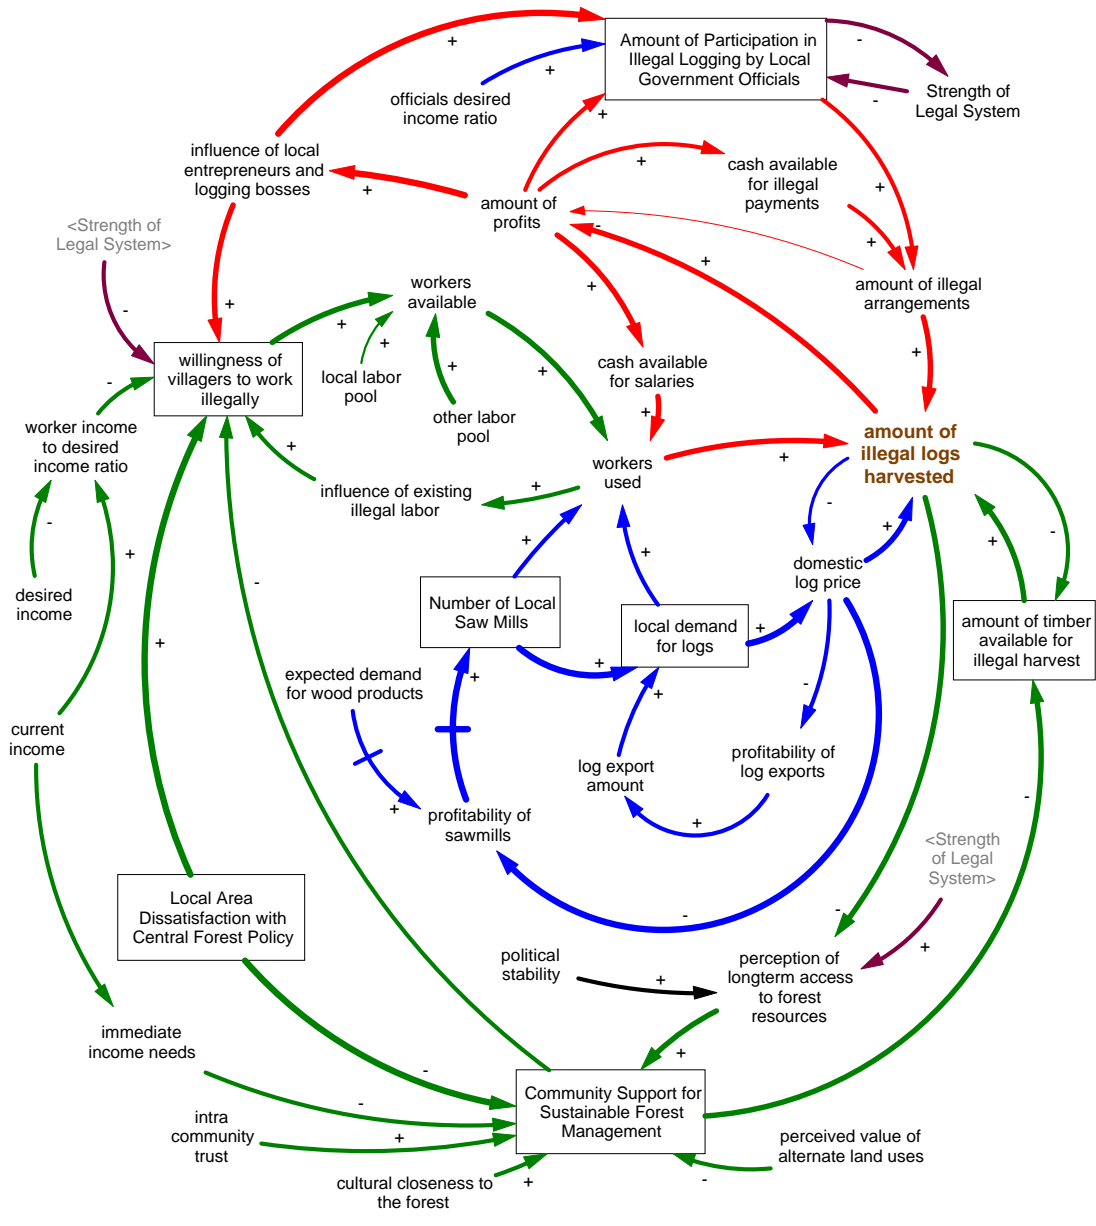 Amount of Participation in
Illegal Logging by Local
Government Officials
+
-
-
+
officials desired
income ratio
Strength of
Legal System
+
+
influence of local
entrepreneurs and
logging bosses
+
cash available
for illegal
payments
+
amount of
profits
-
<Strength of
Legal System>
+
+
workers
available
+
amount of illegal
arrangements
-
+
+
+
+
+
willingness of
villagers to work
illegally
-
local labor
pool
+
+
cash available
for salaries
other labor
pool
+
worker income
to desired
income ratio
+
amount of
illegal logs
harvested
+
workers
used
influence of existing
illegal labor
+
-
-
+
+
+
+
-
+
-
desired
income
domestic
log price
Number of Local
Saw Mills
local demand
for logs
+
amount of timber
available for
illegal harvest
+
+
expected demand
for wood products
+
+
-
current
income
log export
amount
profitability of
log exports
+
profitability of
sawmills
+
-
<Strength
of Legal
System>
Local Area
Dissatisfaction with
Central Forest Policy
-
-
+
political
stability
+
perception of
longterm access
to forest
resources
immediate
income needs
+
-
-
Community Support for
Sustainable Forest
Management
intra
community
trust
+
perceived value of
alternate land uses
cultural closeness to
the forest
+
-